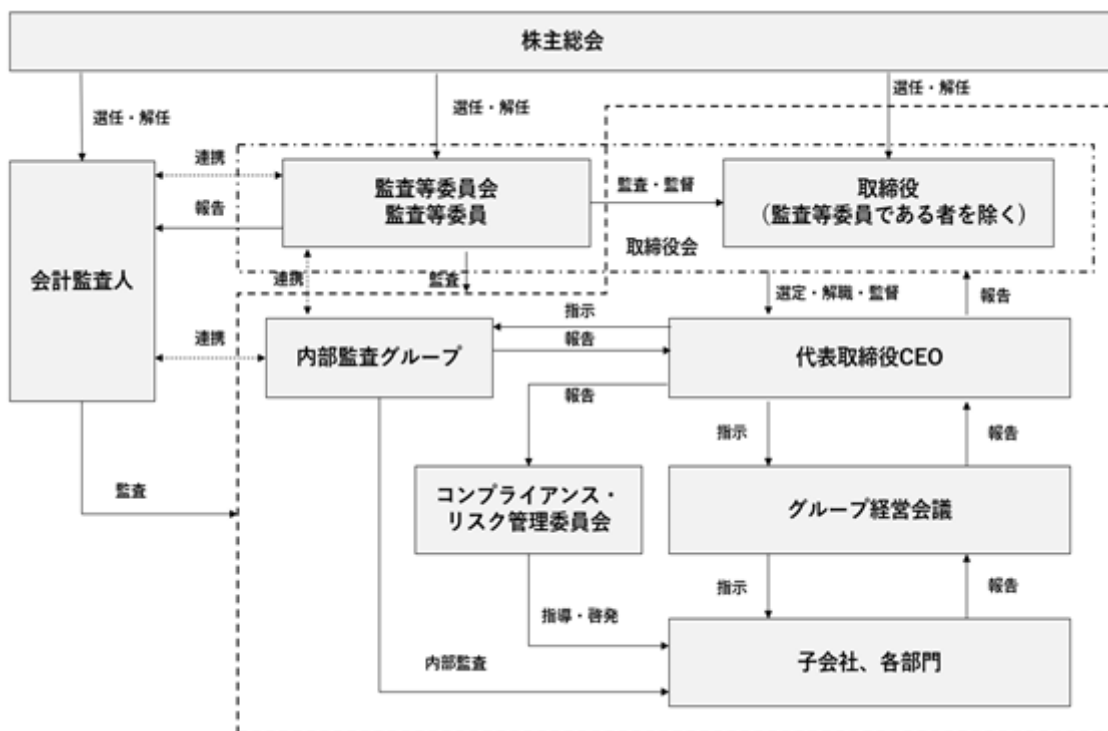 株主総会
選任・解任
選任・解任
選任・解任
連携
監査等委員会
監査等委員
監査・監督
取締役
(監査等委員である者を除く)
報告
取締役会
会計監査人
連携
監査
選定・解職・監督
報告
指示
連携
内部監査グループ
報告
代表取締役CEO
報告
指示
報告
監査
コンプライアンス・
リスク管理委員会
グループ経営会議
指示
報告
指導・啓発
内部監査
子会社、各部門